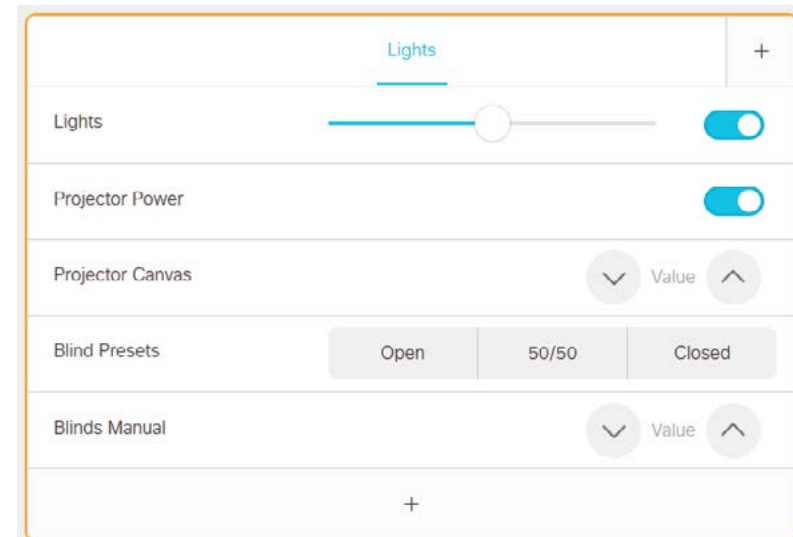 Lights
+
Lights
Projector Power
Projector Canvas Value
Blind Presets Open 50/50 Closed
Blinds Manual Value
+